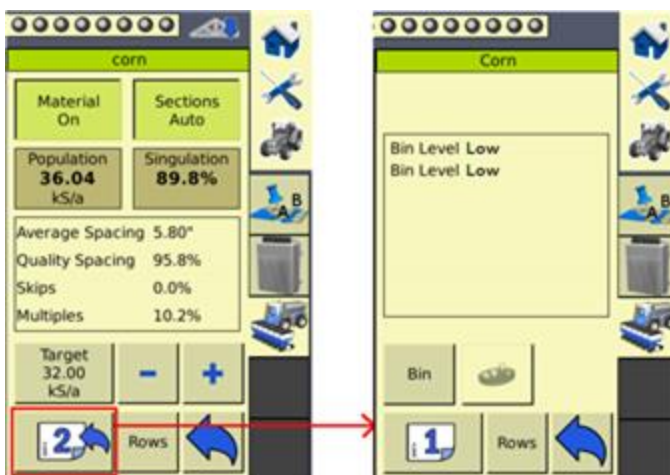 corn
Material
On
Sections
Auto
Population
36.04
kS/a
Singulation
89.8%
Average Spacing 5.80"
Quality Spacing 95.8%
Skips 0.0%
Multiples 10.2%
Target
32.00
kS/a
-
+
2
Rows
A B
Corn
Bin Level Low
Bin Level Low
Bin
1
Rows
A B